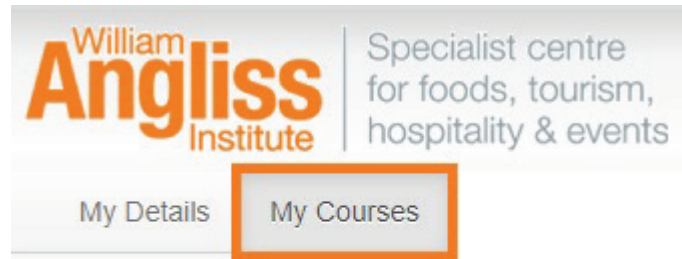 William
Angliss
Institute
Specialist centre
for foods, tourism,
hospitality & events
My Details
My Courses